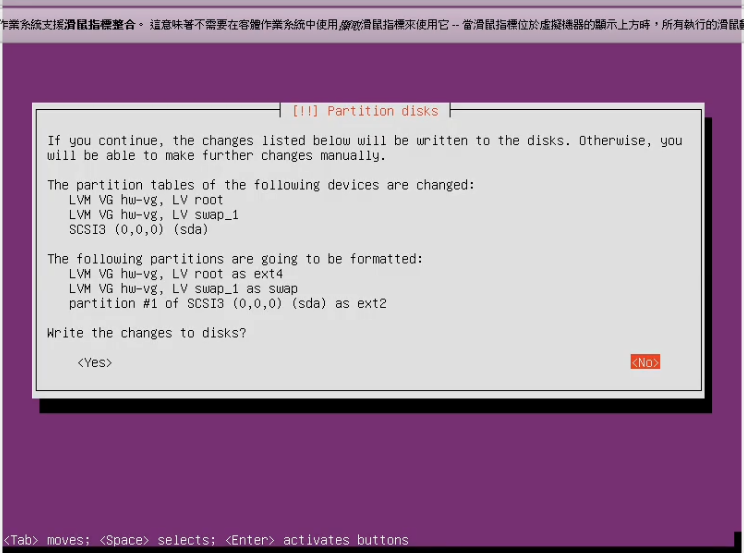 作業系統支援滑鼠指標整合。 這意味著不需要在客體作業系統中使用擷取滑鼠指標來使用它 -- 當滑鼠指標位於虛擬機器的顯示上方時,所有執行的滑鼠
[!!] Partition disks
If you continue, the changes listed below will be written to the disks. Otherwise, you
will be able to make further changes manually.
The partition tables of the following devices are changed:
LVM VG hw-vg, LV root
LVM VG hw-vg, LV swap_1
SCSI3 (0,0,0) (sda)
The following partitions are going to be formatted:
LVM VG hw-vg, LV root as ext4
LVM VG hw-vg, LV swap_1 as swap
partition #1 of SCSI3 (0,0,0) (sda) as ext2
Write the changes to disks?
<Yes> <No>
<Tab> moves; <Space> selects; <Enter> activates buttons